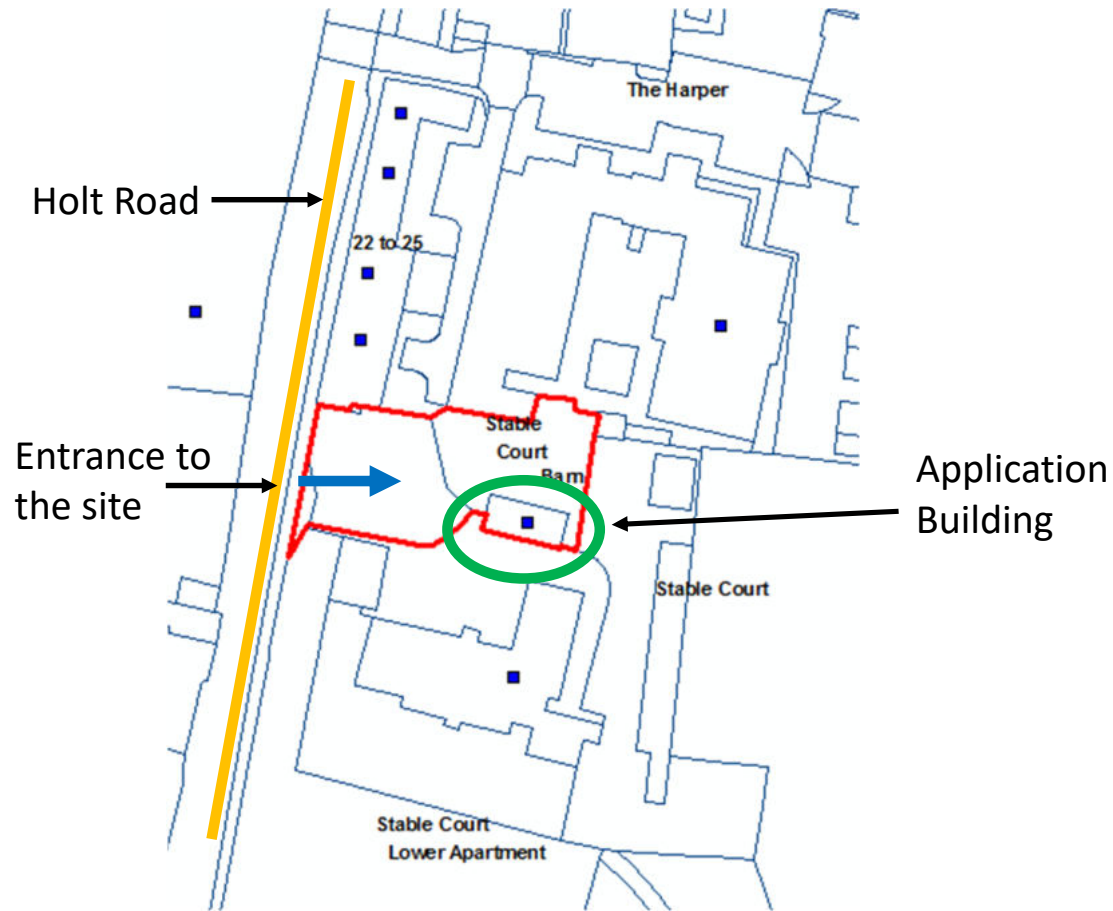 The Harper
Holt Road
22 to 25
Stable
Court
Barn
Entrance to
the site
Application
Building
Stable Court
Stable Court
Lower Apartment